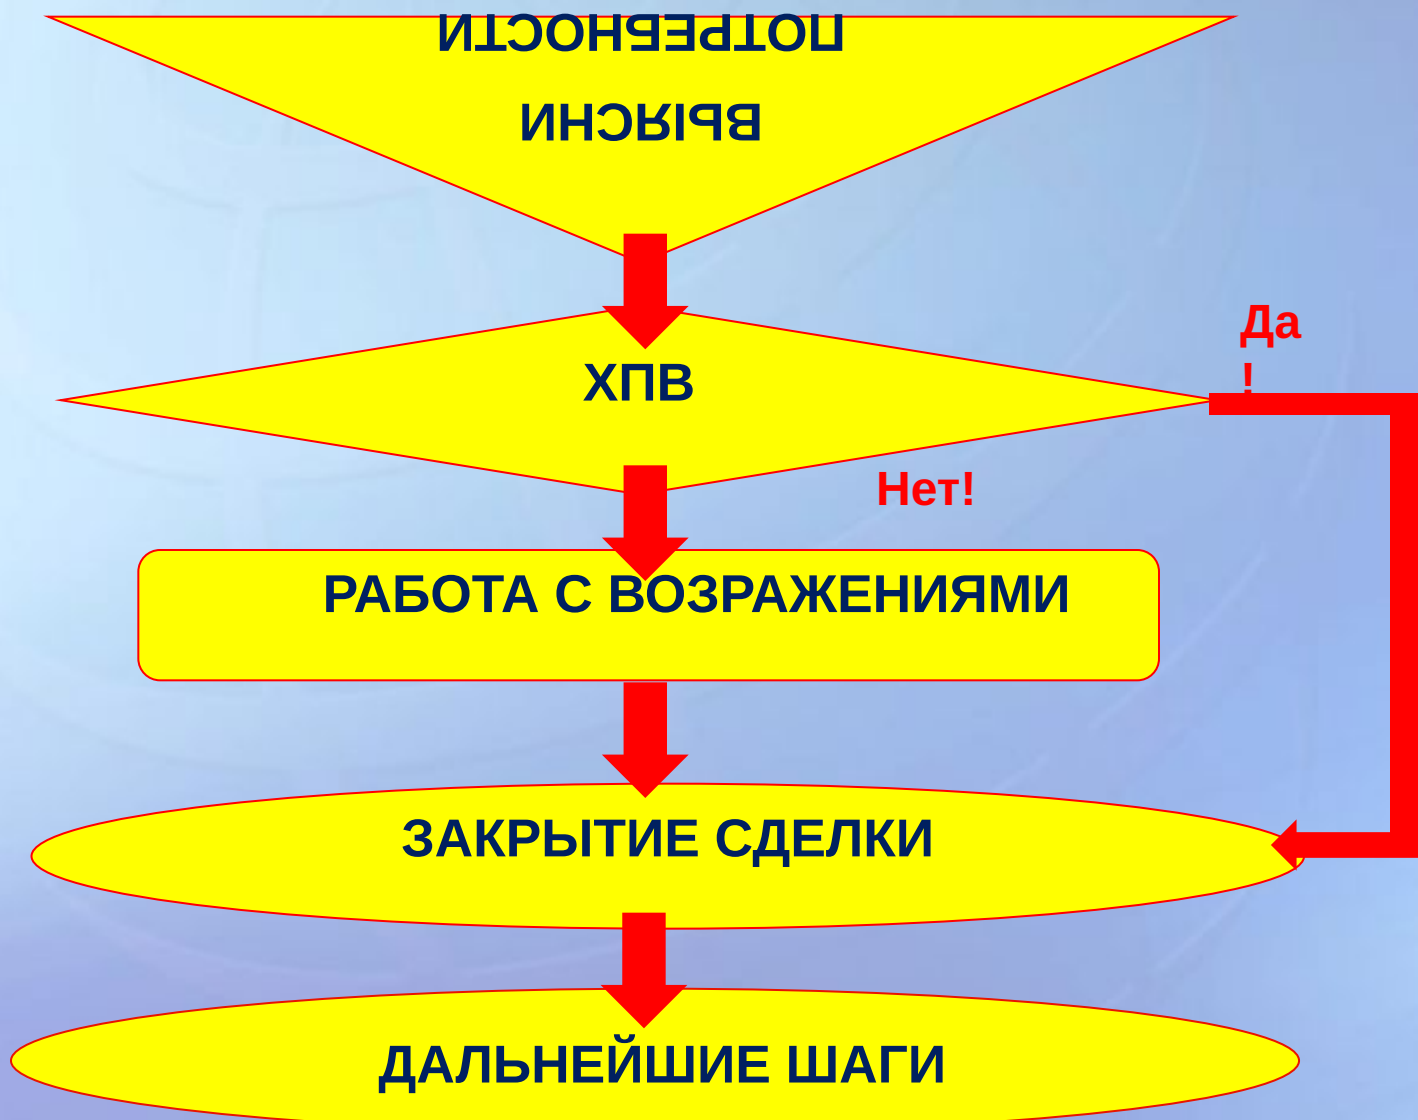 ВЫЯСНИ
ПОТРЕБНОСТИ
ХПВ
Да
!
Нет!
РАБОТА С ВОЗРАЖЕНИЯМИ
ЗАКРЫТИЕ СДЕЛКИ
ДАЛЬНЕЙШИЕ ШАГИ